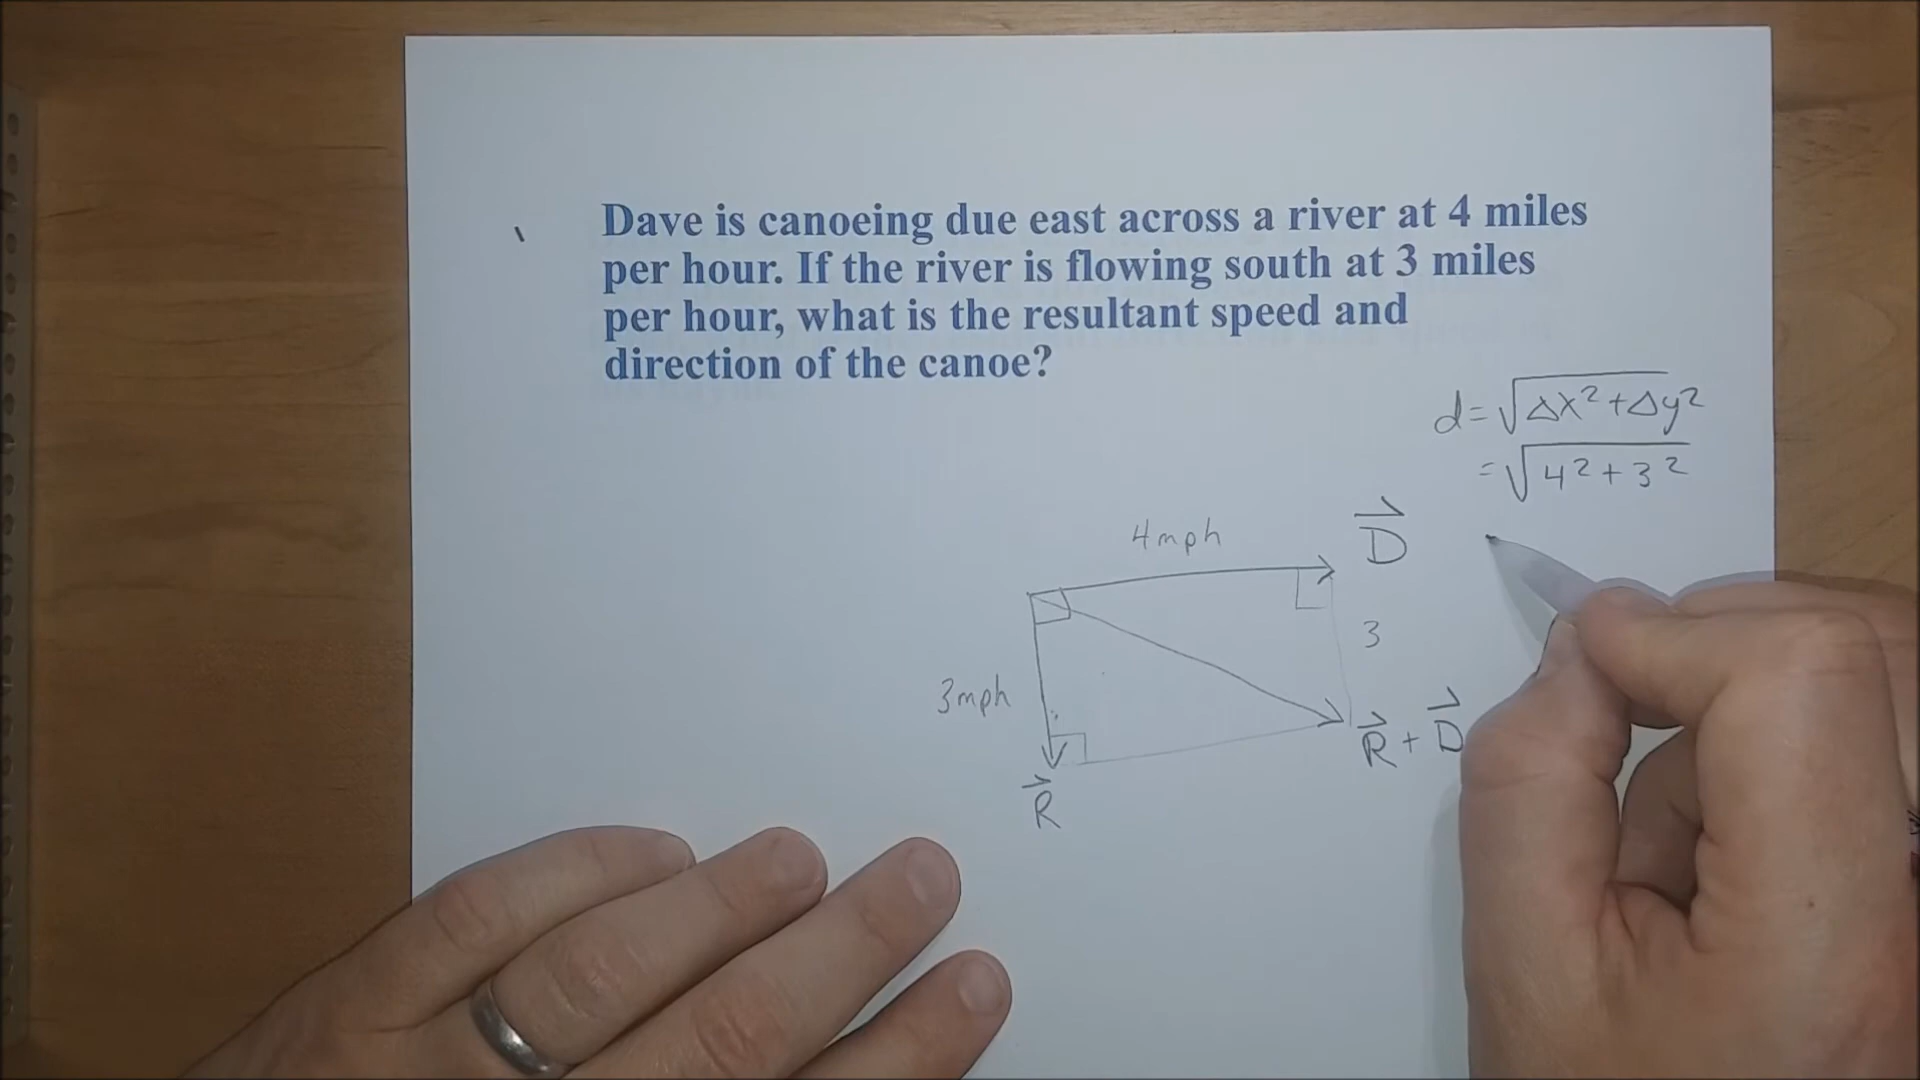 Dave is canoeing due east across a river at 4 miles
per hour. If the river is flowing south at 3 miles
per hour, what is the resultant speed and
direction of the canoe?
d=√Δx²+Δy²
=√4²+3²
4mph
D
3
3mph
R + D
R